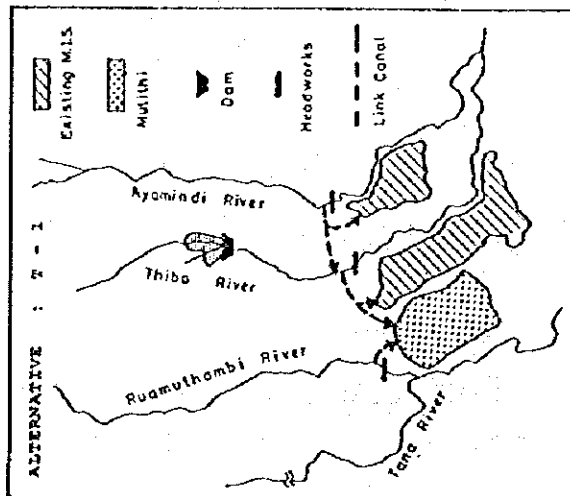 ALTERNATIVE :
Existing M.I.S.
Mutithi
Dam
Headworks
Link Canal
Nyamindi River
Thiba River
Ruamuthambi River
Tana River